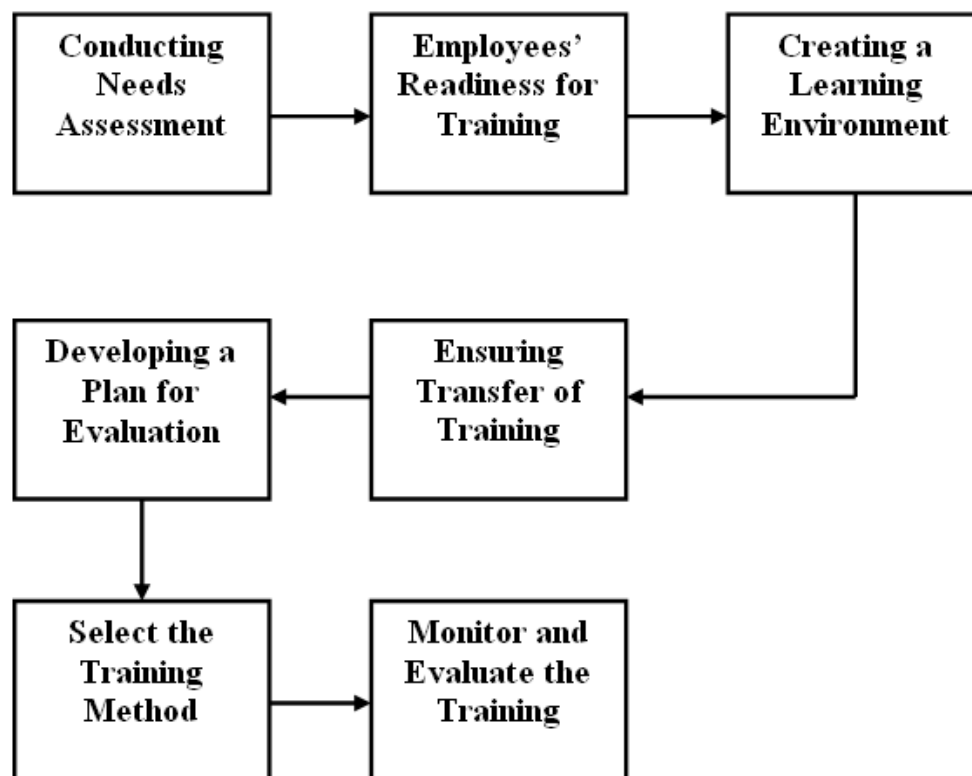 Conducting
Needs
Assessment
Employees’
Readiness for
Training
Creating a
Learning
Environment
Ensuring
Transfer of
Training
Developing a
Plan for
Evaluation
Select the
Training
Method
Monitor and
Evaluate the
Training